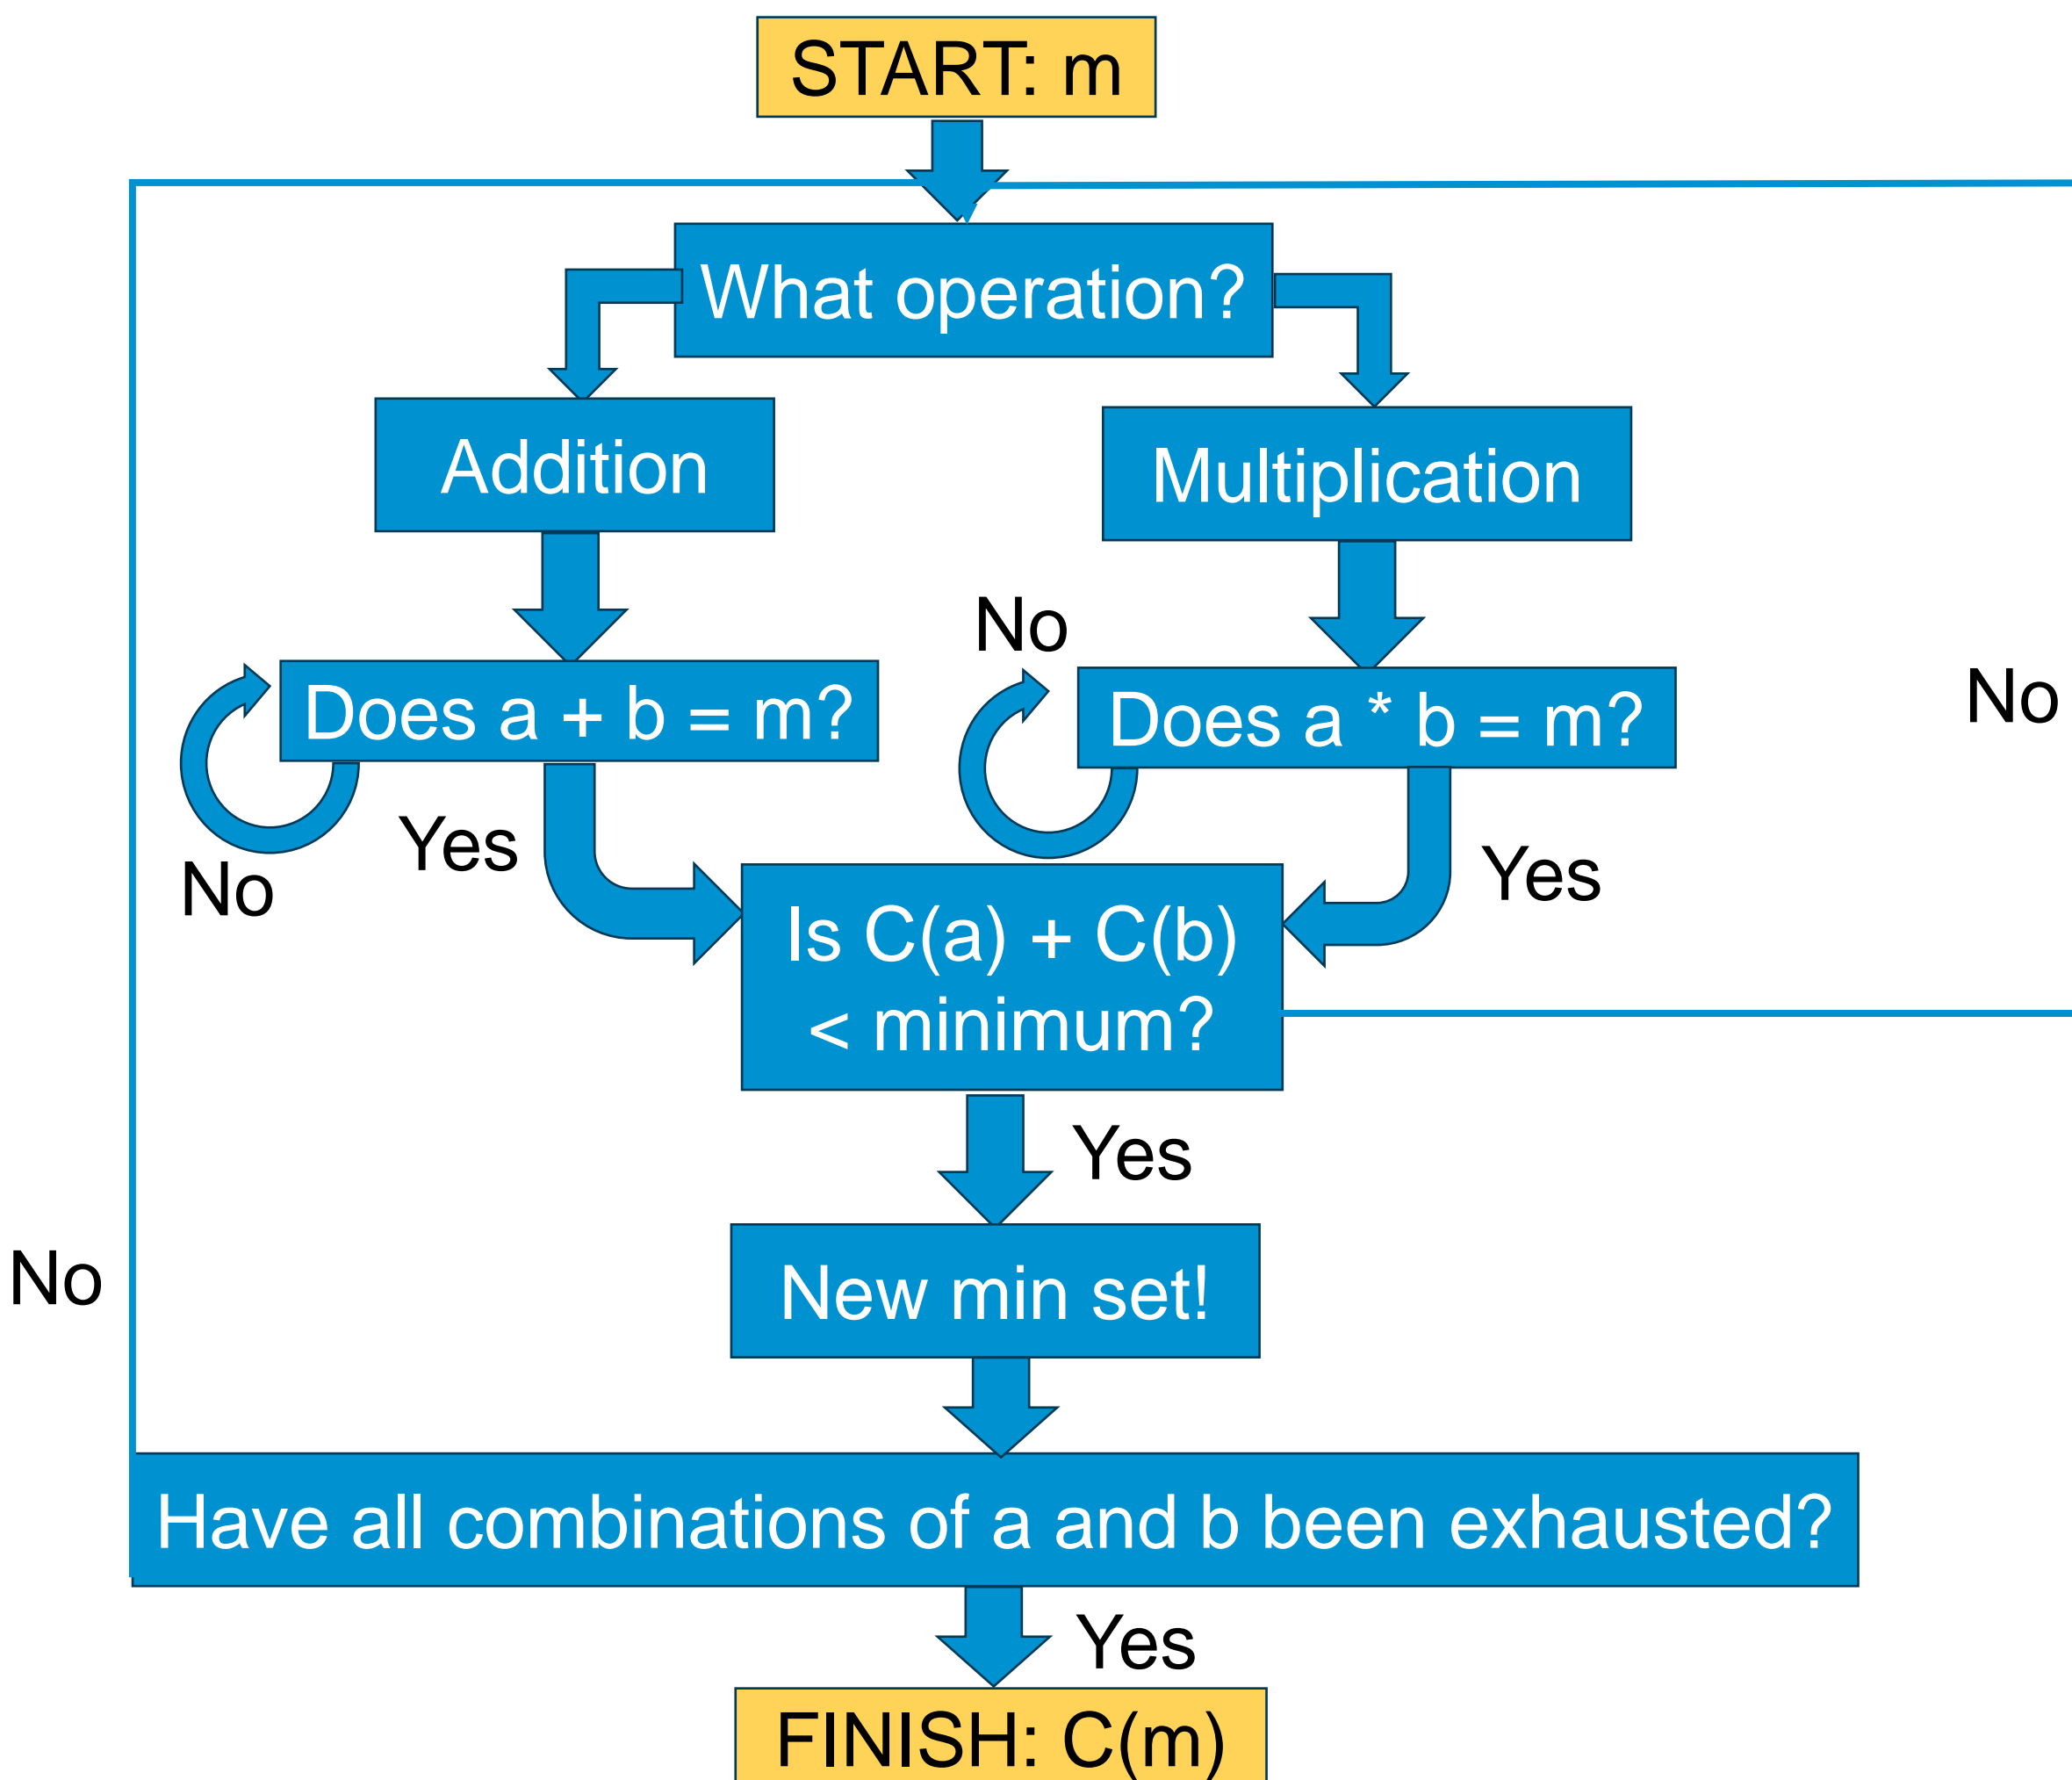 START: m
What operation?
Addition
Multiplication
No
No
Does a + b = m?
Does a* b = m?
Yes
Yes
No
Is C(a) + C(b)
< minimum?
Yes
No
New min set!
Have all combinations of a and b been exhausted?
Yes
FINISH: C(m)